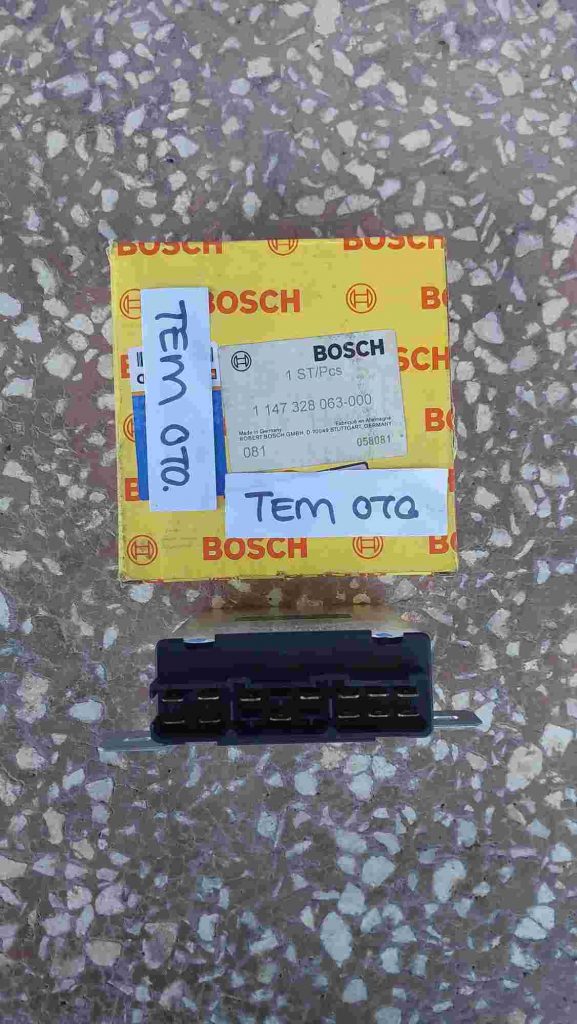 BOSCH BOSCH
BOSCH B
TEM OTO.
BOSCH
1 ST/Pcs
1 147 328 063-000
Made in Germany Fabriqué en Allemagne
ROBERT BOSCH GMBH, D-70049 STUTTGART, GERMANY
081 058081
SCH
TEM OTO
BOSCH B